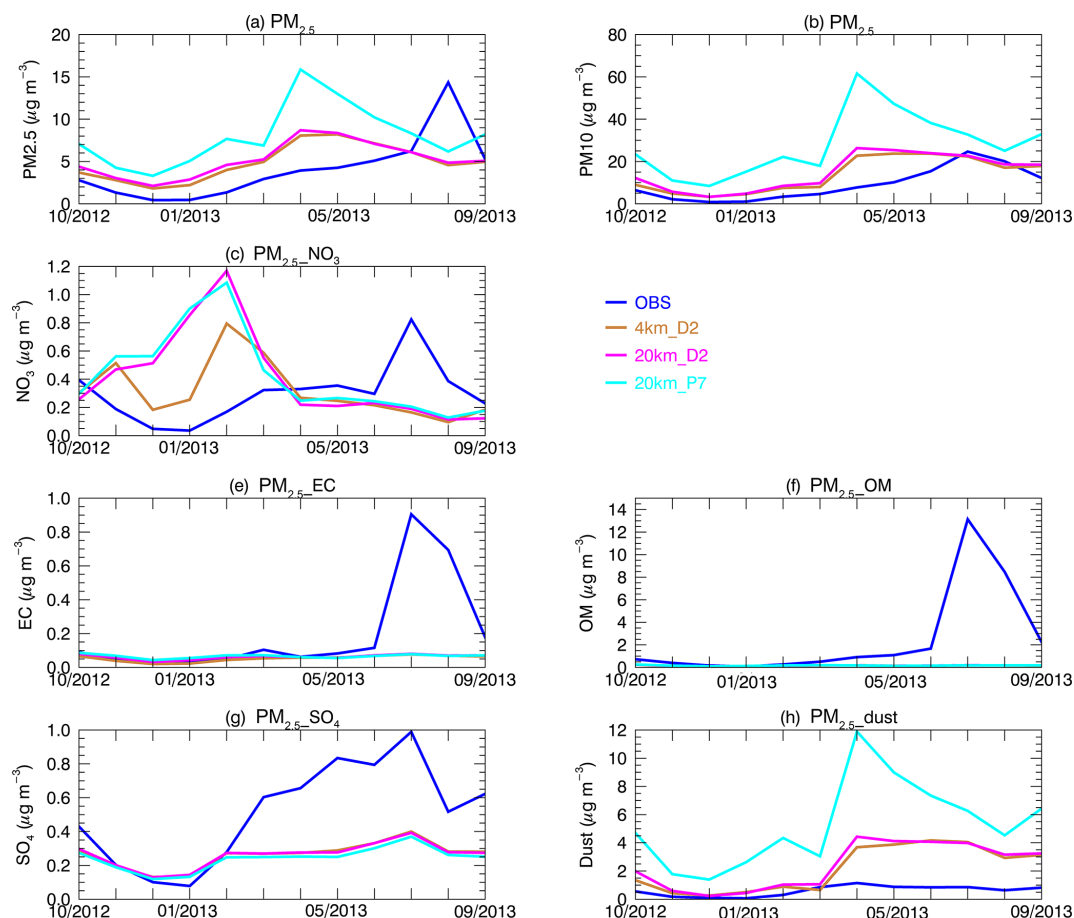 (a) PM2.5
PM2.5 (μg m⁻³)
20
15
10
5
0
10/2012 01/2013 05/2013 09/2013
(b) PM2.5
PM10 (μg m⁻³)
80
60
40
20
0
10/2012 01/2013 05/2013 09/2013
(c) PM2.5_NO3
NO3 (μg m⁻³)
1.2
1.0
0.8
0.6
0.4
0.2
0.0
10/2012 01/2013 05/2013 09/2013
OBS
4km_D2
20km_D2
20km_P7
(e) PM2.5_EC
EC (μg m⁻³)
1.0
0.8
0.6
0.4
0.2
0.0
10/2012 01/2013 05/2013 09/2013
(f) PM2.5_OM
OM (μg m⁻³)
14
12
10
8
6
4
2
0
10/2012 01/2013 05/2013 09/2013
(g) PM2.5_SO4
SO4 (μg m⁻³)
1.0
0.8
0.6
0.4
0.2
0.0
10/2012 01/2013 05/2013 09/2013
(h) PM2.5_dust
Dust (μg m⁻³)
12
10
8
6
4
2
0
10/2012 01/2013 05/2013 09/2013